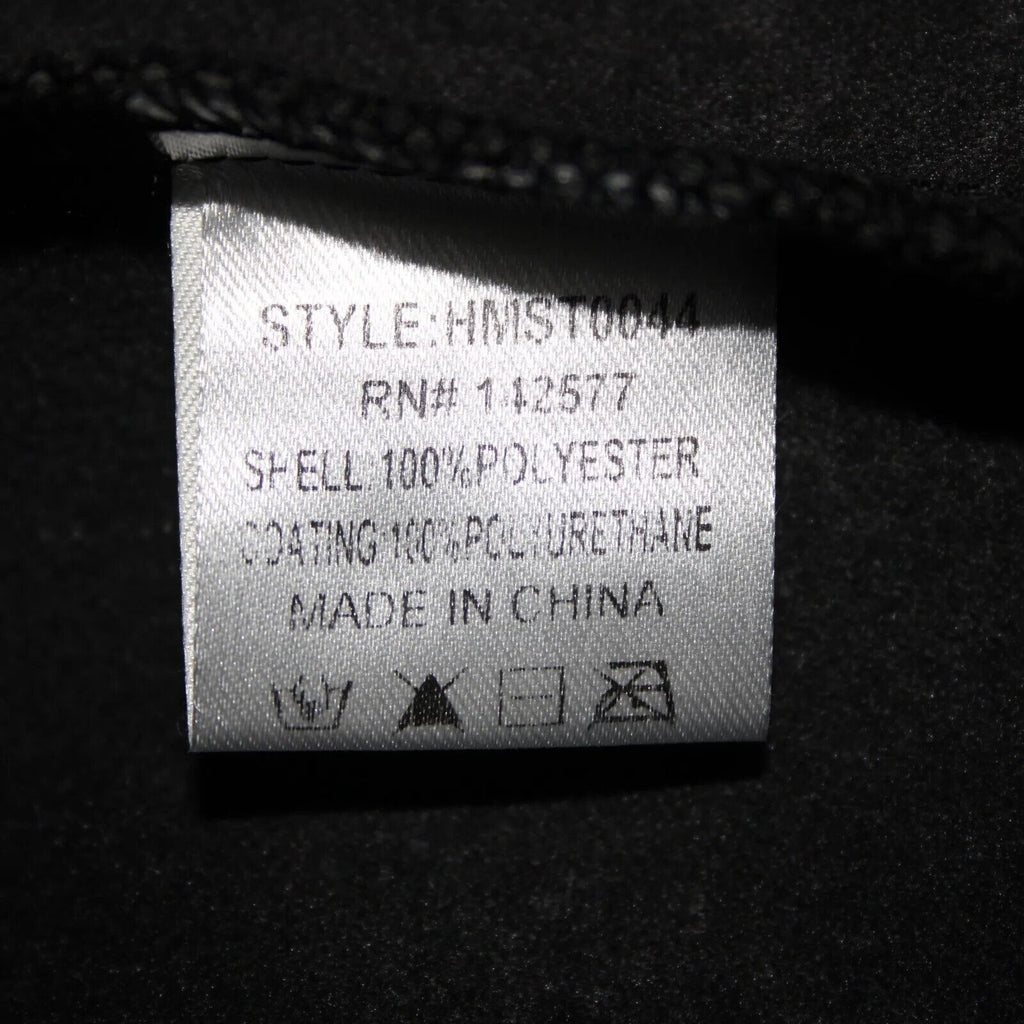 STYLE:HMST0044
RN# 142577
SHELL:100%POLYESTER
COATING:100%POLYURETHANE
MADE IN CHINA